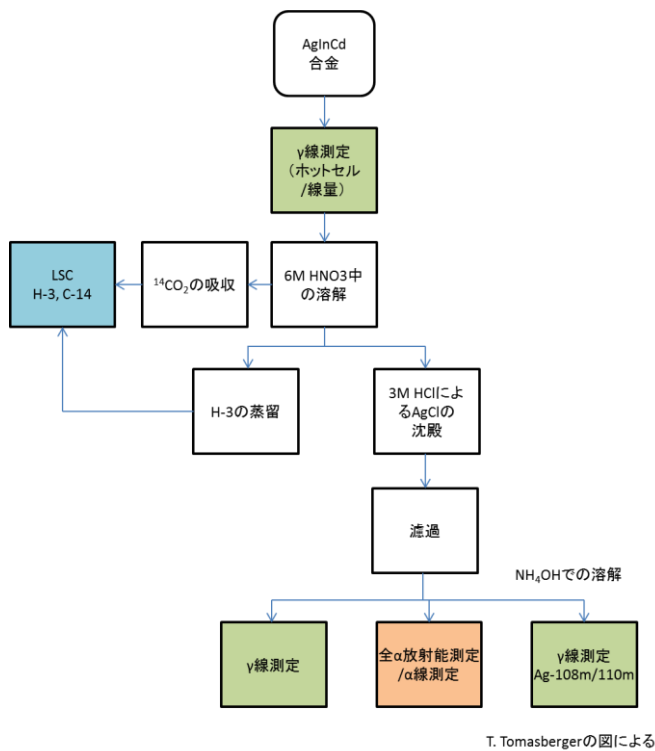 AgInCd
合金
γ線測定
（ホットセル
/線量）
LSC
H-3, C-14
¹⁴CO₂の吸収
6M HNO3中
の溶解
H-3の蒸留
3M HClによ
るAgClの
沈殿
濾過
NH₄OHでの溶解
γ線測定
全α放射能測定
/α線測定
γ線測定
Ag-108m/110m
T. Tomasbergerの図による